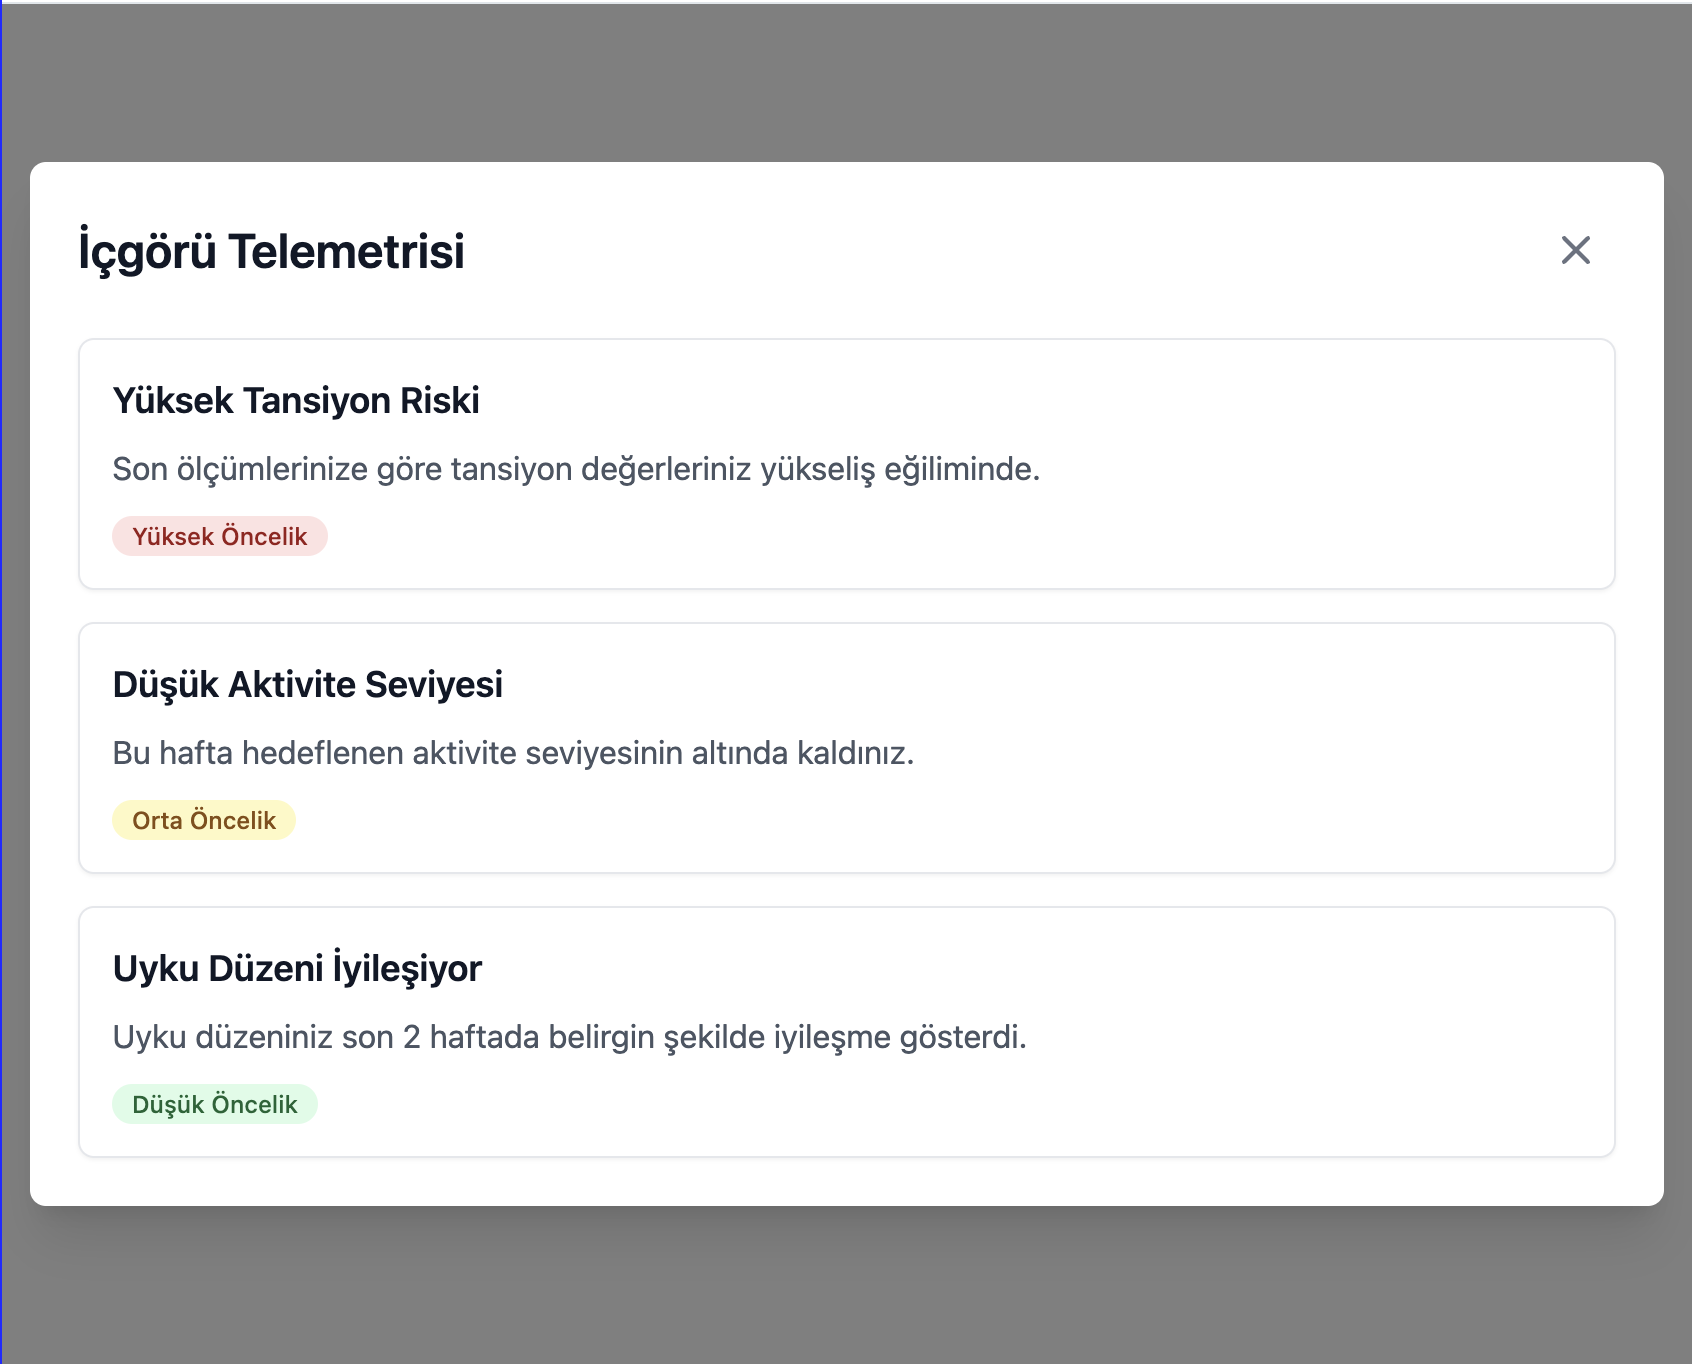 İçgörü Telemetrisi
Yüksek Tansiyon Riski
Son ölçümlerinize göre tansiyon değerleriniz yükseliş eğiliminde.
Yüksek Öncelik
Düşük Aktivite Seviyesi
Bu hafta hedeflenen aktivite seviyesinin altında kaldınız.
Orta Öncelik
Uyku Düzeni İyileşiyor
Uyku düzeniniz son 2 haftada belirgin şekilde iyileşme gösterdi.
Düşük Öncelik